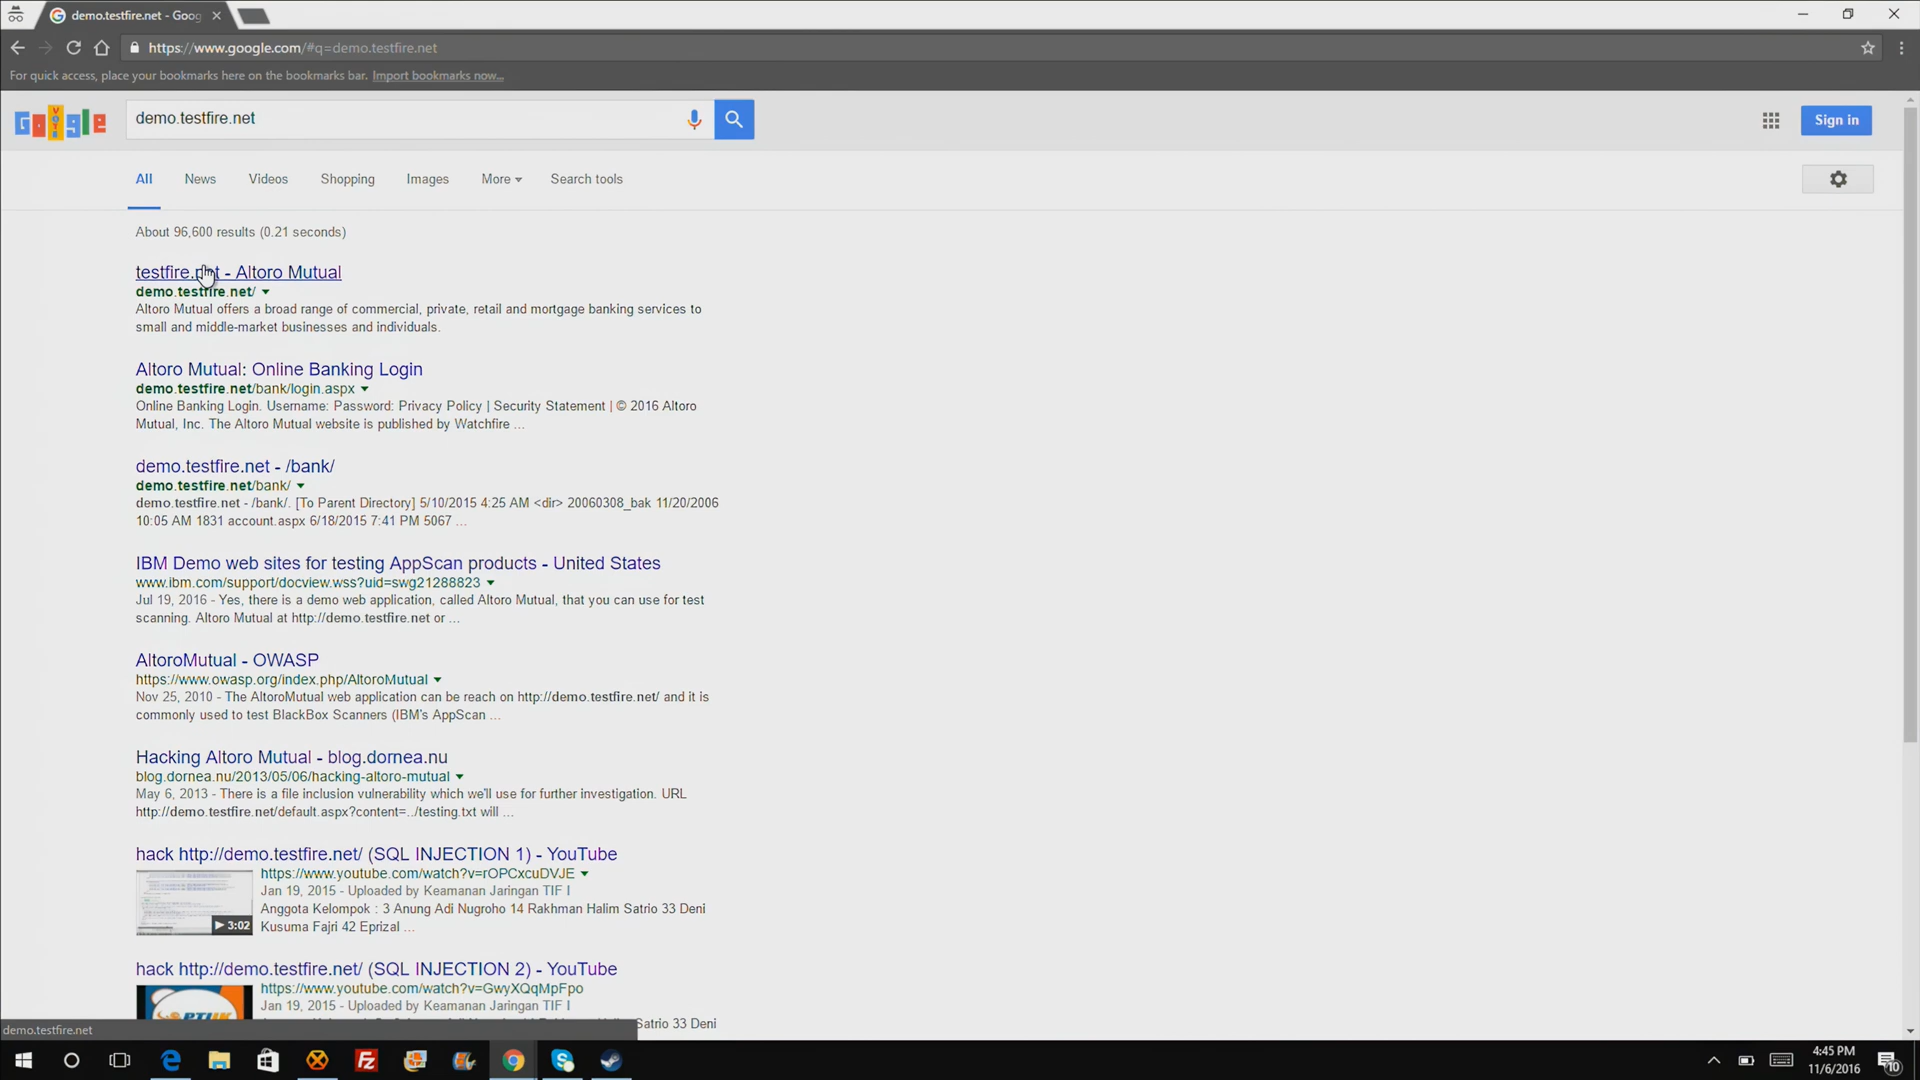 demo.testfire.net - Goog
https://www.google.com/#q=demo.testfire.net
For quick access, place your bookmarks here on the bookmarks bar. Import bookmarks now...
Google
demo.testfire.net
Sign in
All News Videos Shopping Images More Search tools
About 96,600 results (0.21 seconds)
testfire.net - Altoro Mutual
demo.testfire.net/
Altoro Mutual offers a broad range of commercial, private, retail and mortgage banking services to
small and middle-market businesses and individuals.
Altoro Mutual: Online Banking Login
demo.testfire.net/bank/login.aspx
Online Banking Login. Username: Password: Privacy Policy | Security Statement | © 2016 Altoro
Mutual, Inc. The Altoro Mutual website is published by Watchfire ...
demo.testfire.net - /bank/
demo.testfire.net/bank/
demo.testfire.net - /bank/. [To Parent Directory] 5/10/2015 4:25 AM <dir> 20060308_bak 11/20/2006
10:05 AM 1831 account.aspx 6/18/2015 7:41 PM 5067 ...
IBM Demo web sites for testing AppScan products - United States
www.ibm.com/support/docview.wss?uid=swg21288823
Jul 19, 2016 - Yes, there is a demo web application, called Altoro Mutual, that you can use for test
scanning. Altoro Mutual at http://demo.testfire.net or ...
AltoroMutual - OWASP
https://www.owasp.org/index.php/AltoroMutual
Nov 25, 2010 - The AltoroMutual web application can be reach on http://demo.testfire.net/ and it is
commonly used to test BlackBox Scanners (IBM's AppScan ...
Hacking Altoro Mutual - blog.dornea.nu
blog.dornea.nu/2013/05/06/hacking-altoro-mutual
May 6, 2013 - There is a file inclusion vulnerability which we'll use for further investigation. URL
http://demo.testfire.net/default.aspx?content=../testing.txt will ...
hack http://demo.testfire.net/ (SQL INJECTION 1) - YouTube
https://www.youtube.com/watch?v=rOPCxcuDVJE
Jan 19, 2015 - Uploaded by Keamanan Jaringan TIF I
Anggota Kelompok : 3 Anung Adi Nugroho 14 Rakhman Halim Satrio 33 Deni
Kusuma Fajri 42 Eprizal ...
3:02
hack http://demo.testfire.net/ (SQL INJECTION 2) - YouTube
https://www.youtube.com/watch?v=GwyXQqMpFpo
Jan 19, 2015 - Uploaded by Keamanan Jaringan TIF I
Satrio 33 Deni
demo.testfire.net
4:45 PM
11/6/2016
10